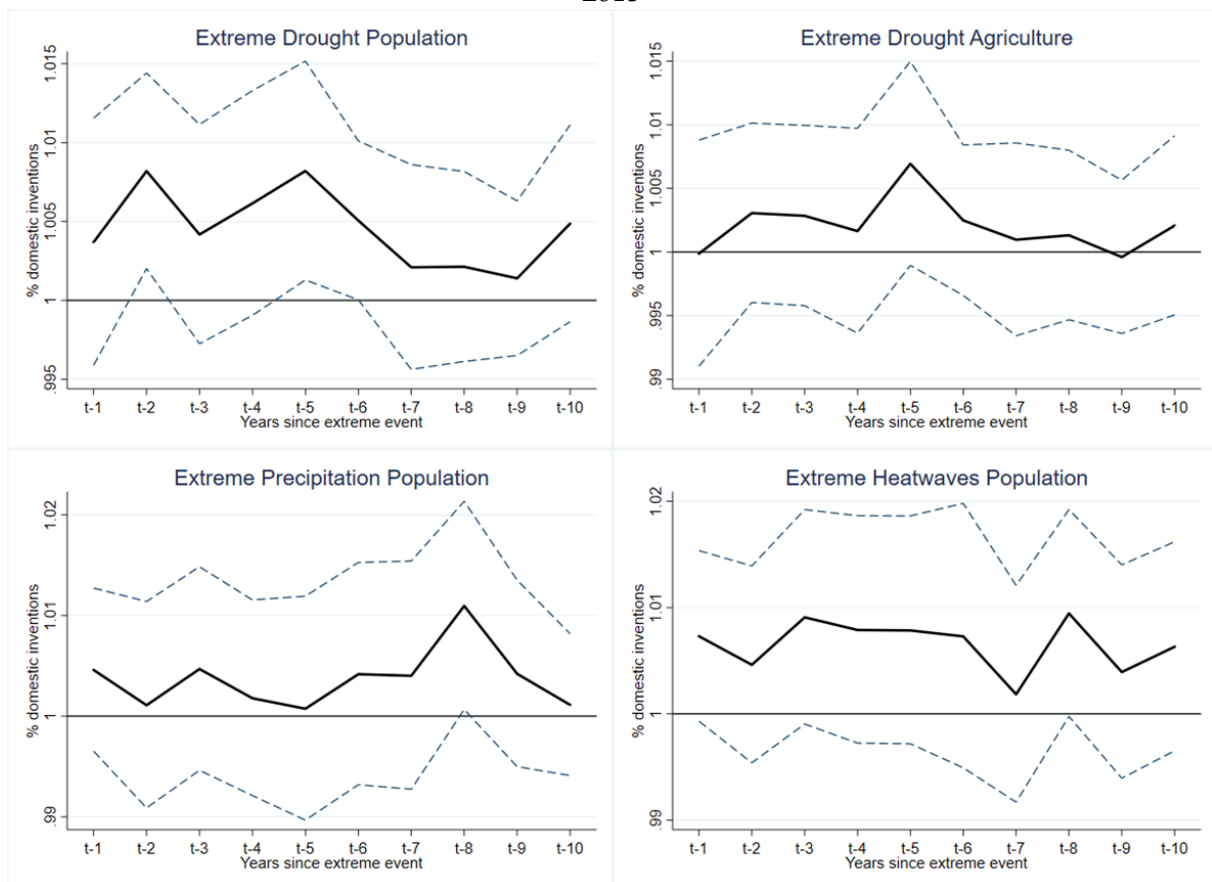 Extreme Drought Population
% domestic inventions
1.015
1.01
1.005
1
.995
t-1 t-2 t-3 t-4 t-5 t-6 t-7 t-8 t-9 t-10
Years since extreme event
Extreme Drought Agriculture
% domestic inventions
1.015
1.01
1.005
1
.995
.99
t-1 t-2 t-3 t-4 t-5 t-6 t-7 t-8 t-9 t-10
Years since extreme event
Extreme Precipitation Population
% domestic inventions
1.02
1.01
1
.99
t-1 t-2 t-3 t-4 t-5 t-6 t-7 t-8 t-9 t-10
Years since extreme event
Extreme Heatwaves Population
% domestic inventions
1.02
1.01
1
.99
t-1 t-2 t-3 t-4 t-5 t-6 t-7 t-8 t-9 t-10
Years since extreme event